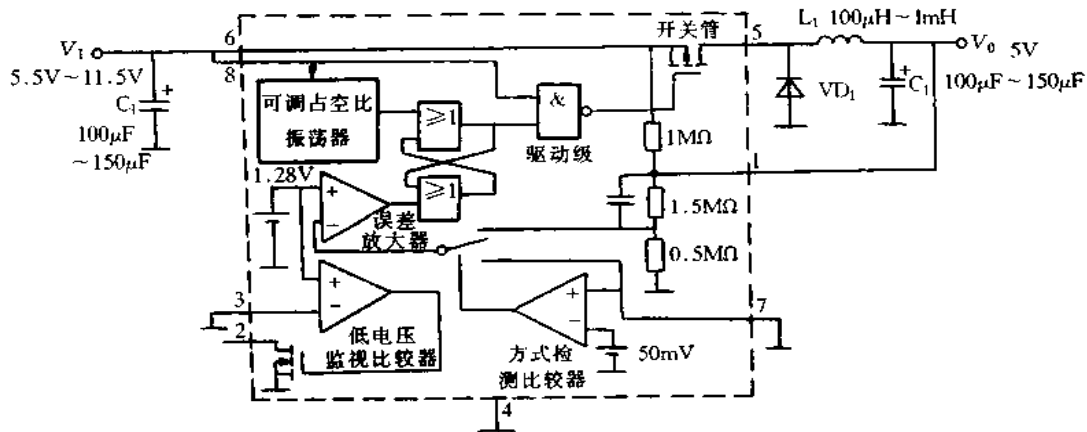 V₁
5.5V～11.5V
C₁
+
100μF
～150μF
6
8
可调占空比
振荡器
≥1
≥1
&
驱动级
开关管
5
L₁ 100μH～1mH
V₀
5V
VD₁
+
C₁
100μF～150μF
1MΩ
1
1.5MΩ
0.5MΩ
1.28V
+
−
误差
放大器
+
−
低电压
监视比较器
3
2
+
−
方式检
测比较器
50mV
7
4